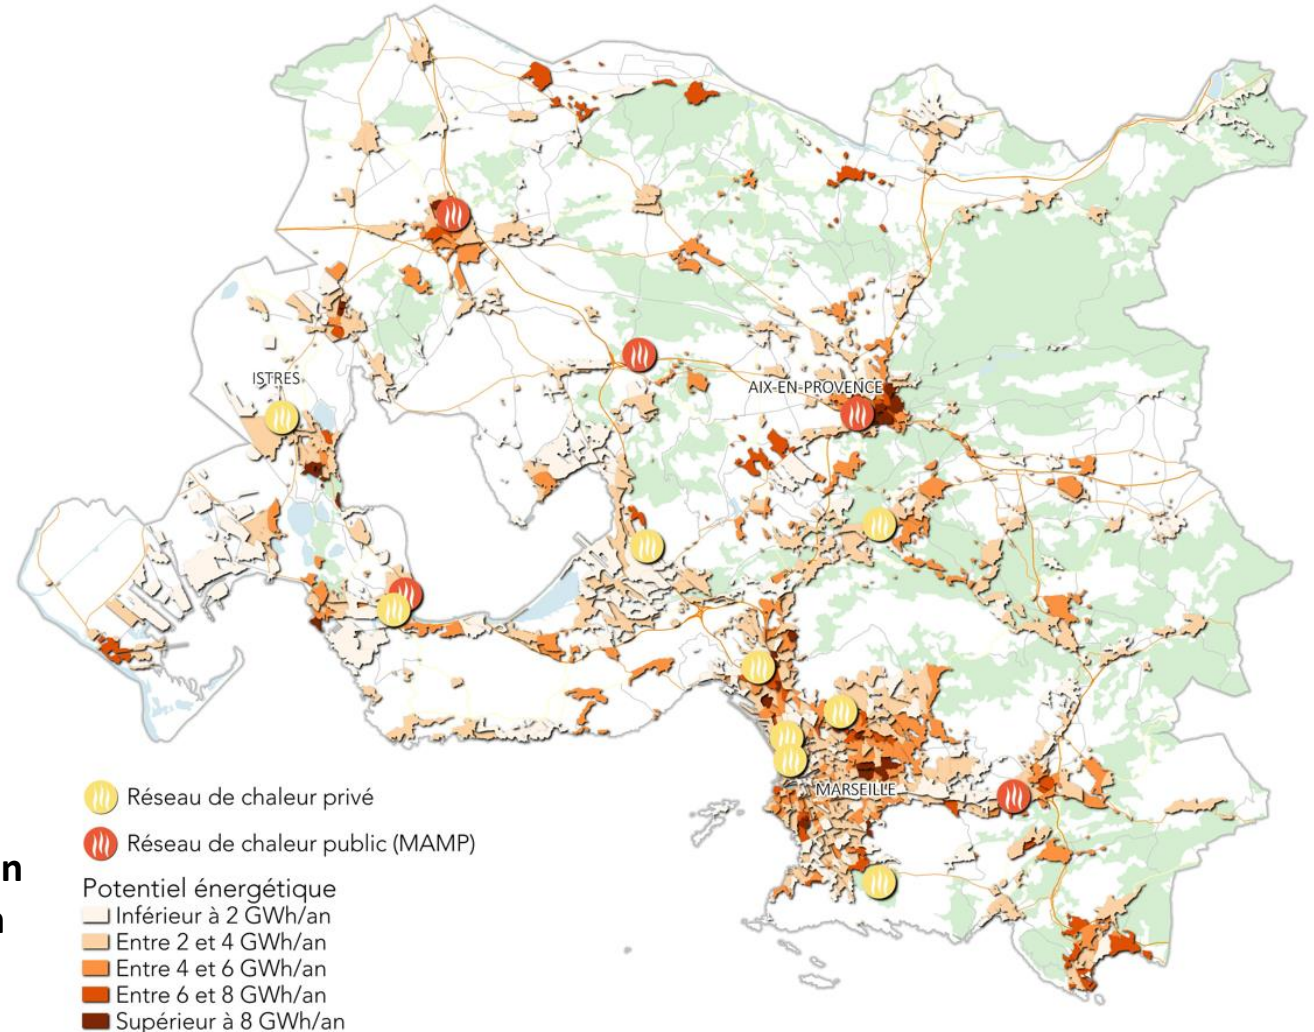 ISTRES
AIX-EN-PROVENCE
MARSEILLE
Réseau de chaleur privé
Réseau de chaleur public (MAMP)
n
Potentiel énergétique
Inférieur à 2 GWh/an
Entre 2 et 4 GWh/an
Entre 4 et 6 GWh/an
Entre 6 et 8 GWh/an
Supérieur à 8 GWh/an